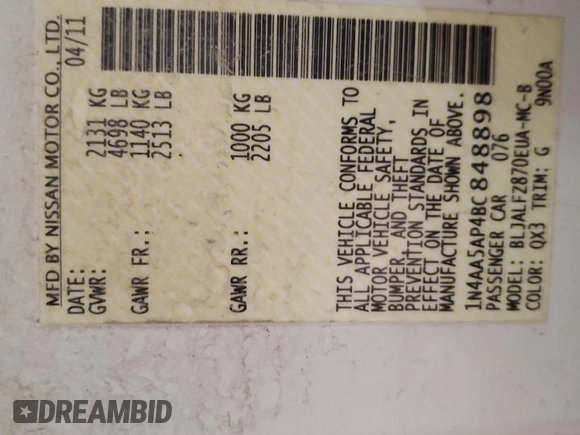 MFD BY NISSAN MOTOR CO., LTD.
DATE: 04/11
GVWR: 2131 KG
4698 LB
GAWR FR.: 1140 KG
2513 LB
GAWR RR.: 1000 KG
2205 LB
THIS VEHICLE CONFORMS TO
ALL APPLICABLE FEDERAL
MOTOR VEHICLE SAFETY,
BUMPER, AND THEFT
PREVENTION STANDARDS IN
EFFECT ON THE DATE OF
MANUFACTURE SHOWN ABOVE.
1N4AA5AP4BC848898
PASSENGER CAR 076
MODEL: BLJALFZ870EUA-MC-B
COLOR: QX3 TRIM: G 9N00A
DREAMBID